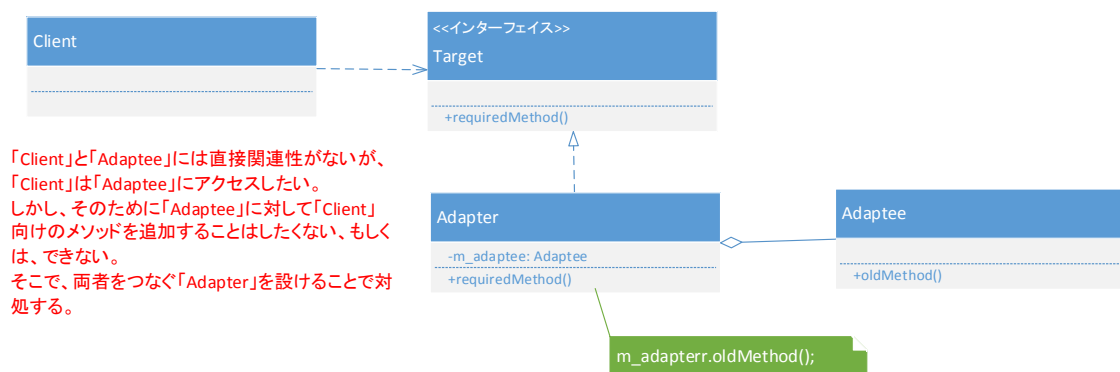 Client
<<インターフェイス>>
Target
+requiredMethod()
「Client」と「Adaptee」には直接関連性がないが、
「Client」は「Adaptee」にアクセスしたい。
しかし、そのために「Adaptee」に対して「Client」
向けのメソッドを追加することはしたくない、もしく
は、できない。
そこで、両者をつなぐ「Adapter」を設けることで対
処する。
Adapter
-m_adaptee: Adaptee
+requiredMethod()
Adaptee
+oldMethod()
m_adapterr.oldMethod();